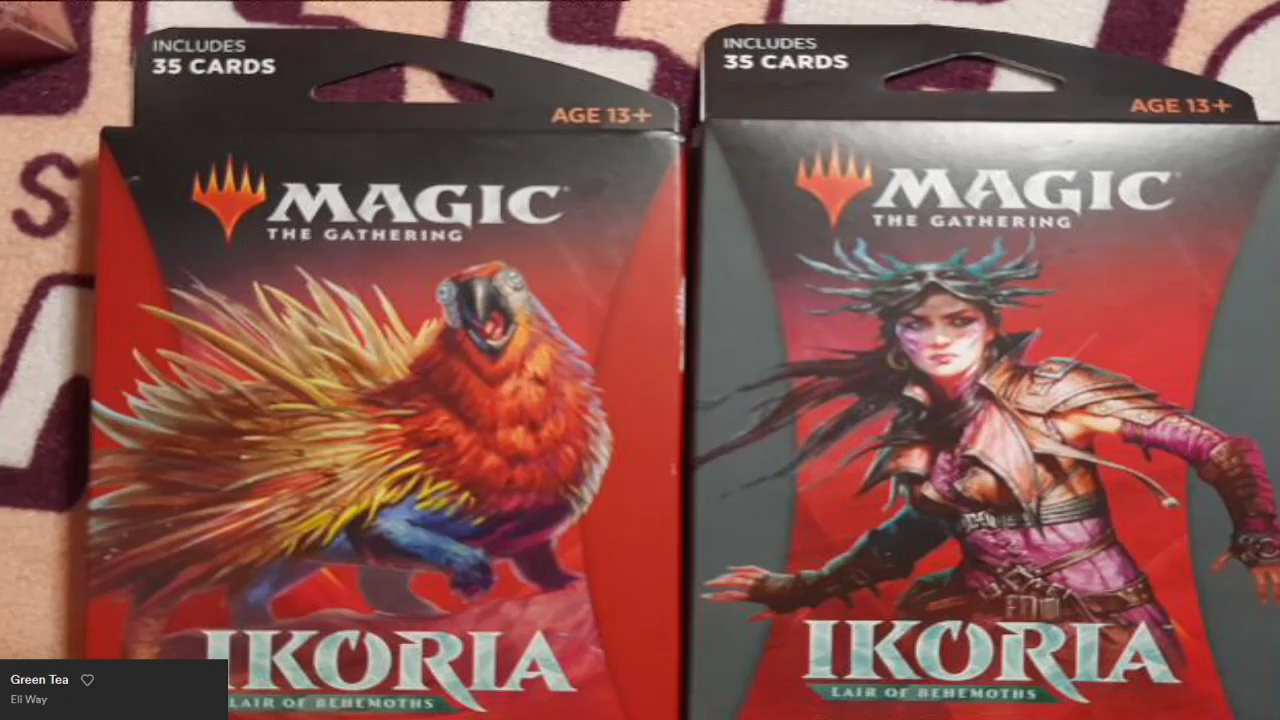 INCLUDES
35 CARDS
AGE 13+
MAGIC
THE GATHERING
IKORIA
LAIR OF BEHEMOTHS
INCLUDES
35 CARDS
AGE 13+
MAGIC
THE GATHERING
IKORIA
LAIR OF BEHEMOTHS
S
Green Tea
Eli Way